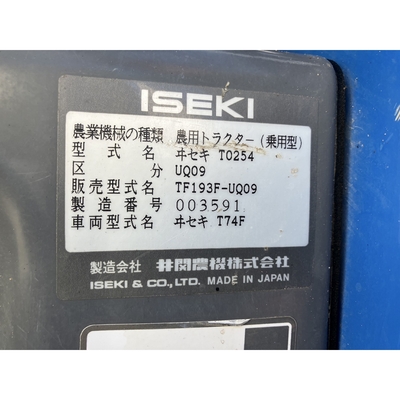 ISEKI
農業機械の種類 農用トラクター(乗用型)
型式名 ヰセキ TO254
区分 UQ09
販売型式名 TF193F-UQ09
製造番号 003591
車両型式名 ヰセキ T74F
製造会社 井関農機株式会社
ISEKI & CO., LTD. MADE IN JAPAN